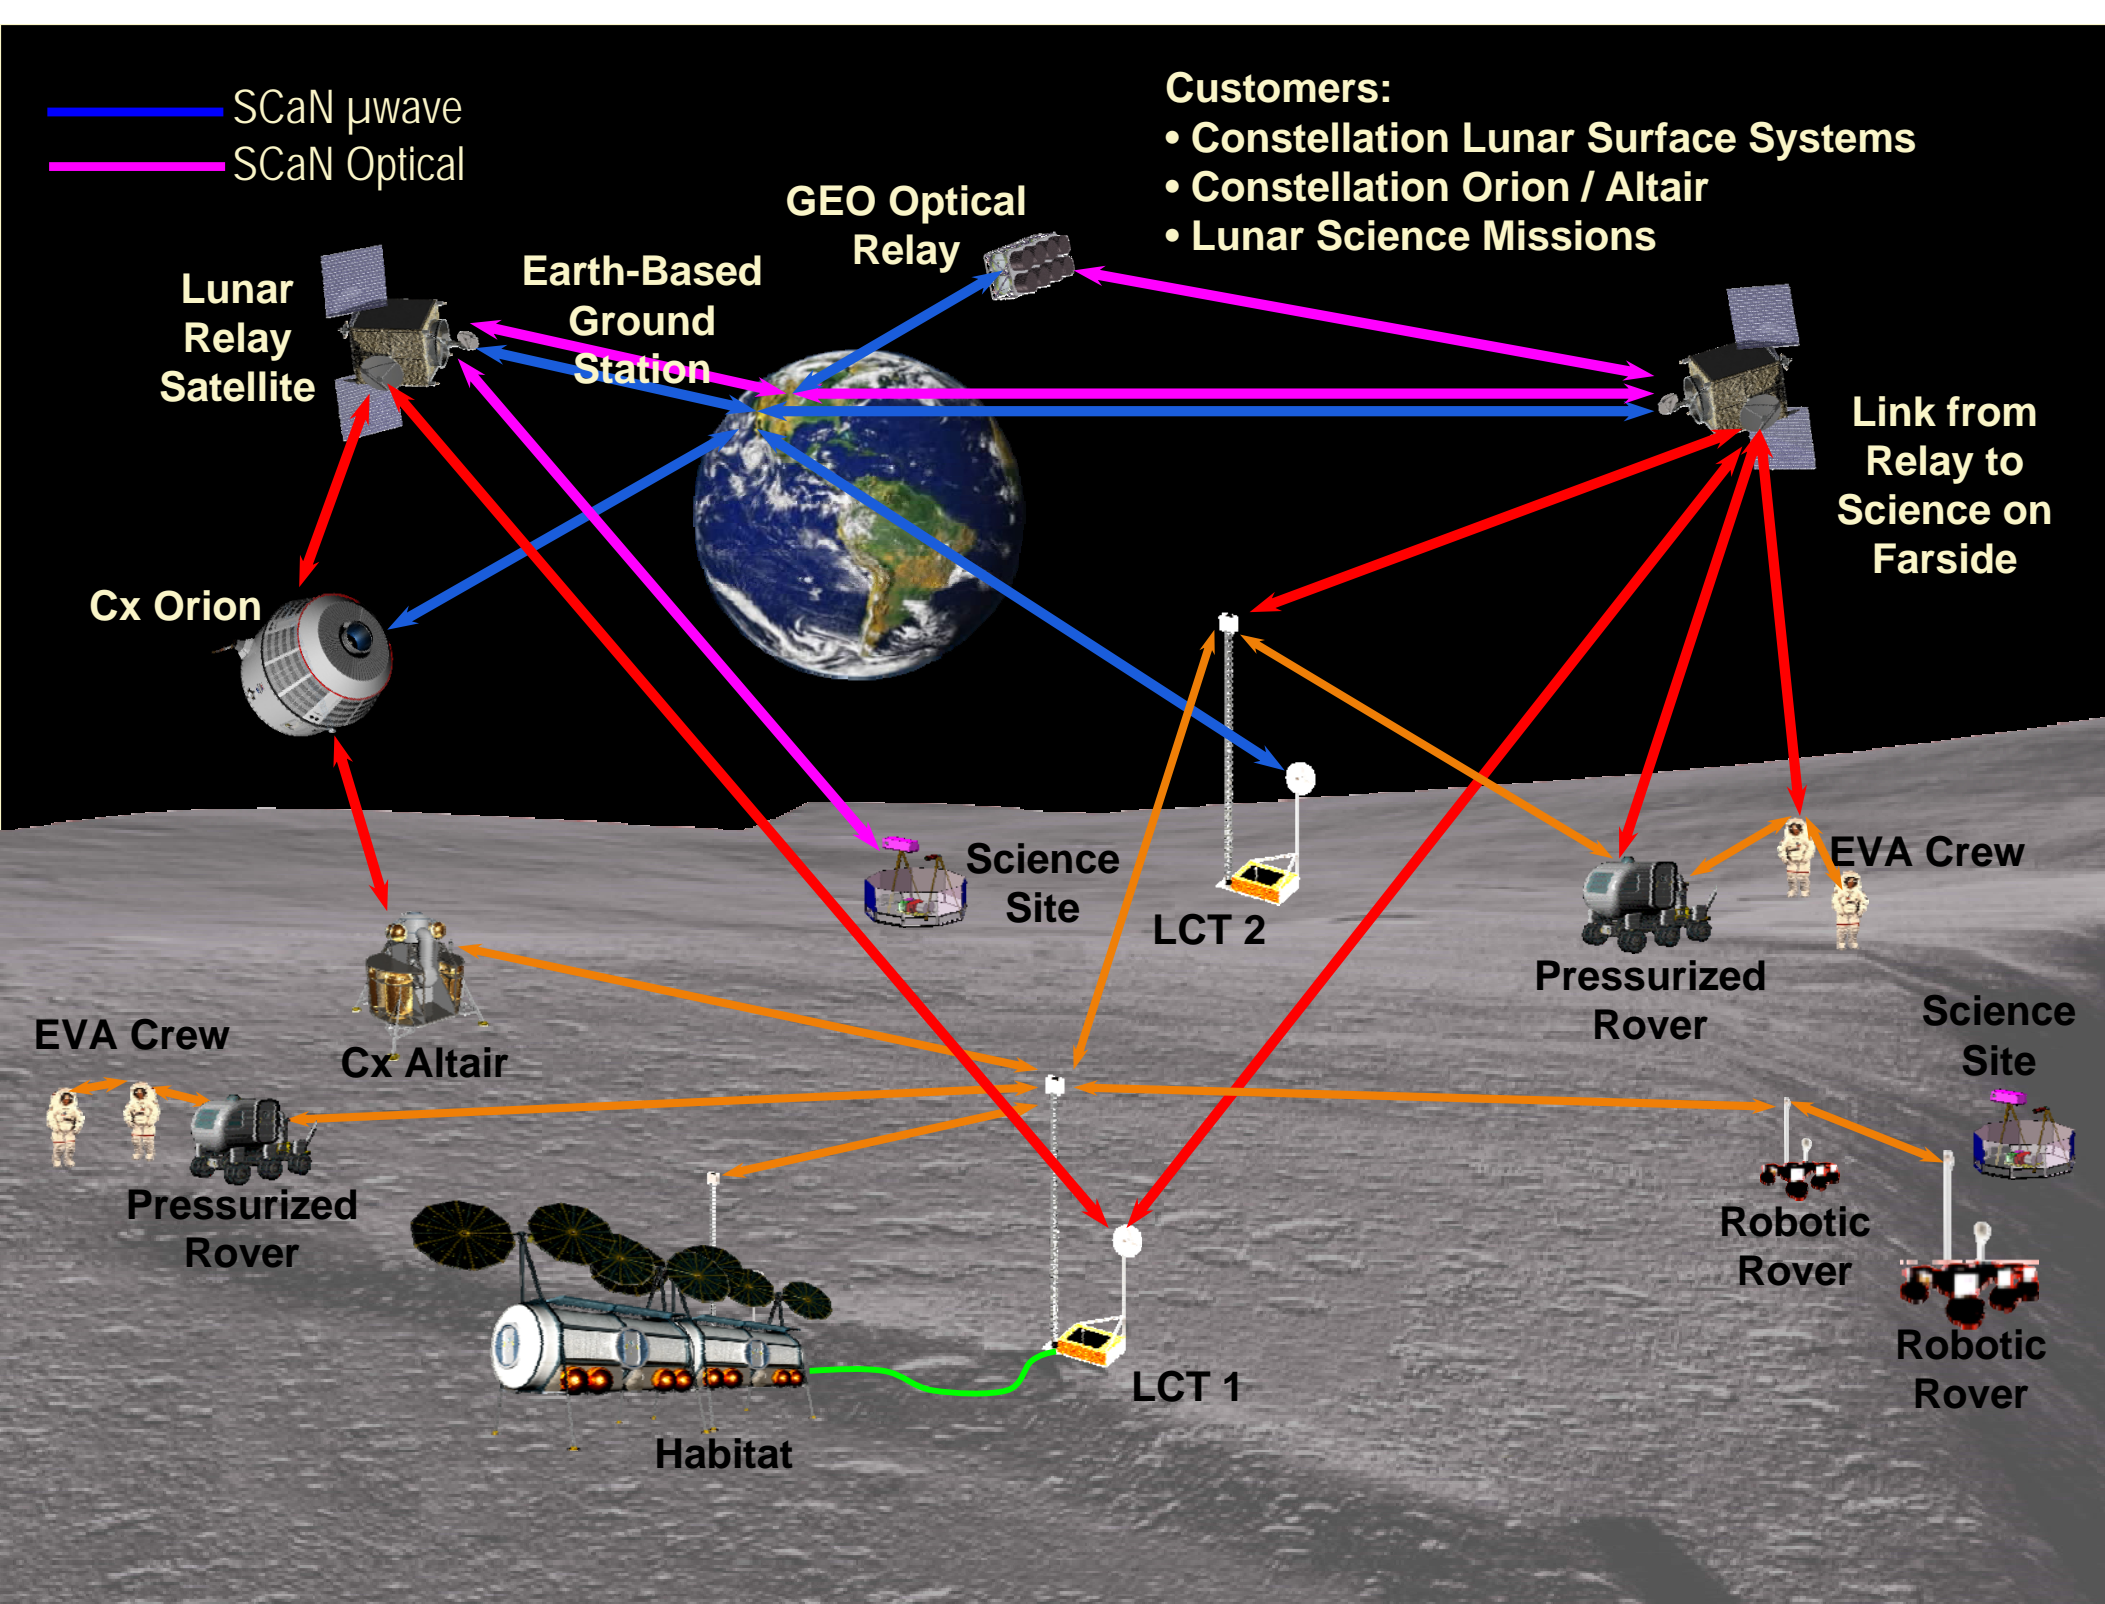 SCaN µwave
SCaN Optical
Customers:
• Constellation Lunar Surface Systems
• Constellation Orion / Altair
• Lunar Science Missions
GEO Optical
Relay
Earth-Based
Ground
Station
Lunar
Relay
Satellite
Link from
Relay to
Science on
Farside
Cx Orion
Science
Site
LCT 2
EVA Crew
Pressurized
Rover
Science
Site
EVA Crew
Cx Altair
Pressurized
Rover
Robotic
Rover
Robotic
Rover
LCT 1
Habitat